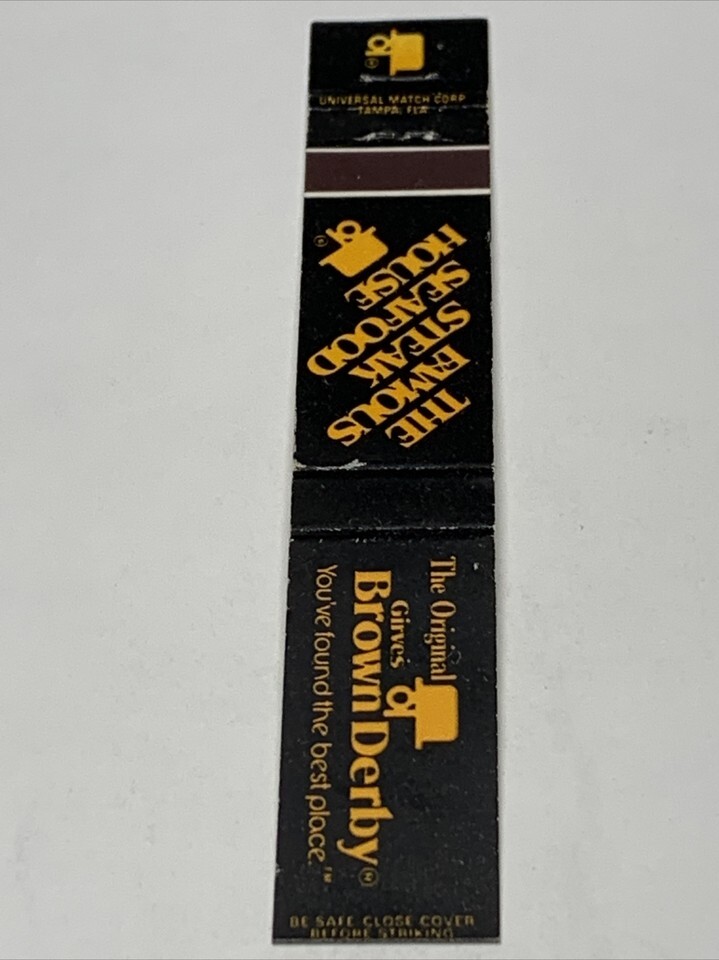 ®
UNIVERSAL MATCH CORP
TAMPA, FLA
®
THE
FAMOUS
STEAK
SEAFOOD
HOUSE
The Original
Girves
Brown Derby®
You've found the best place.™
BE SAFE CLOSE COVER
BEFORE STRIKING